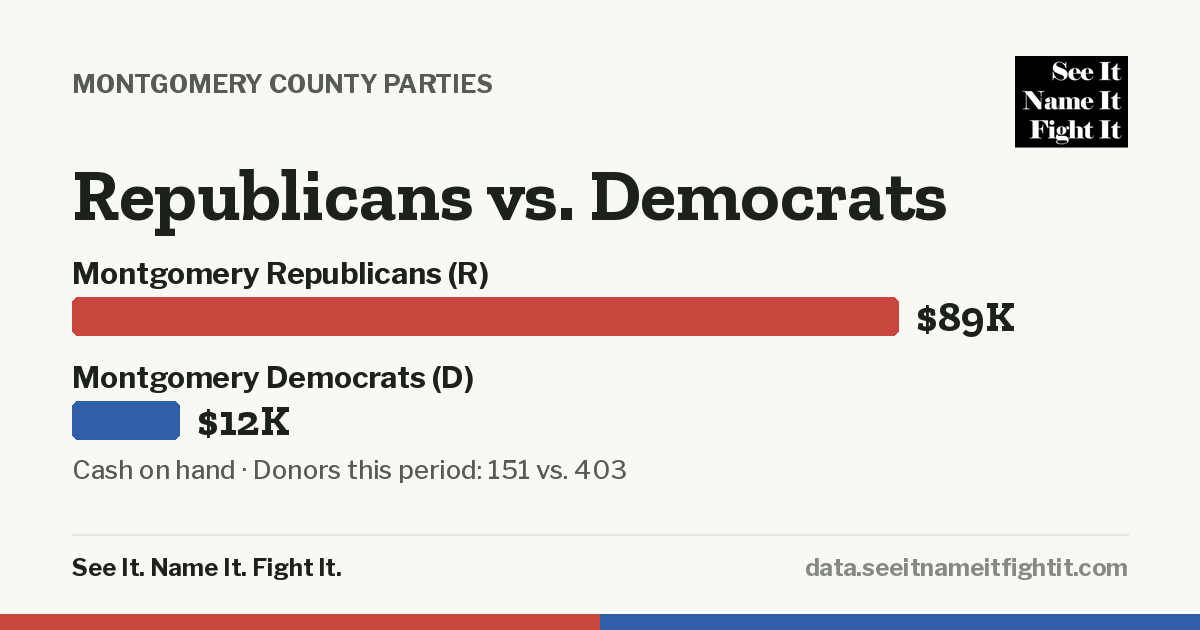 MONTGOMERY COUNTY PARTIES
See It
Name It
Fight It
Republicans vs. Democrats
Montgomery Republicans (R)
$89K
Montgomery Democrats (D)
$12K
Cash on hand · Donors this period: 151 vs. 403
See It. Name It. Fight It.
data.seeitnameitfightit.com